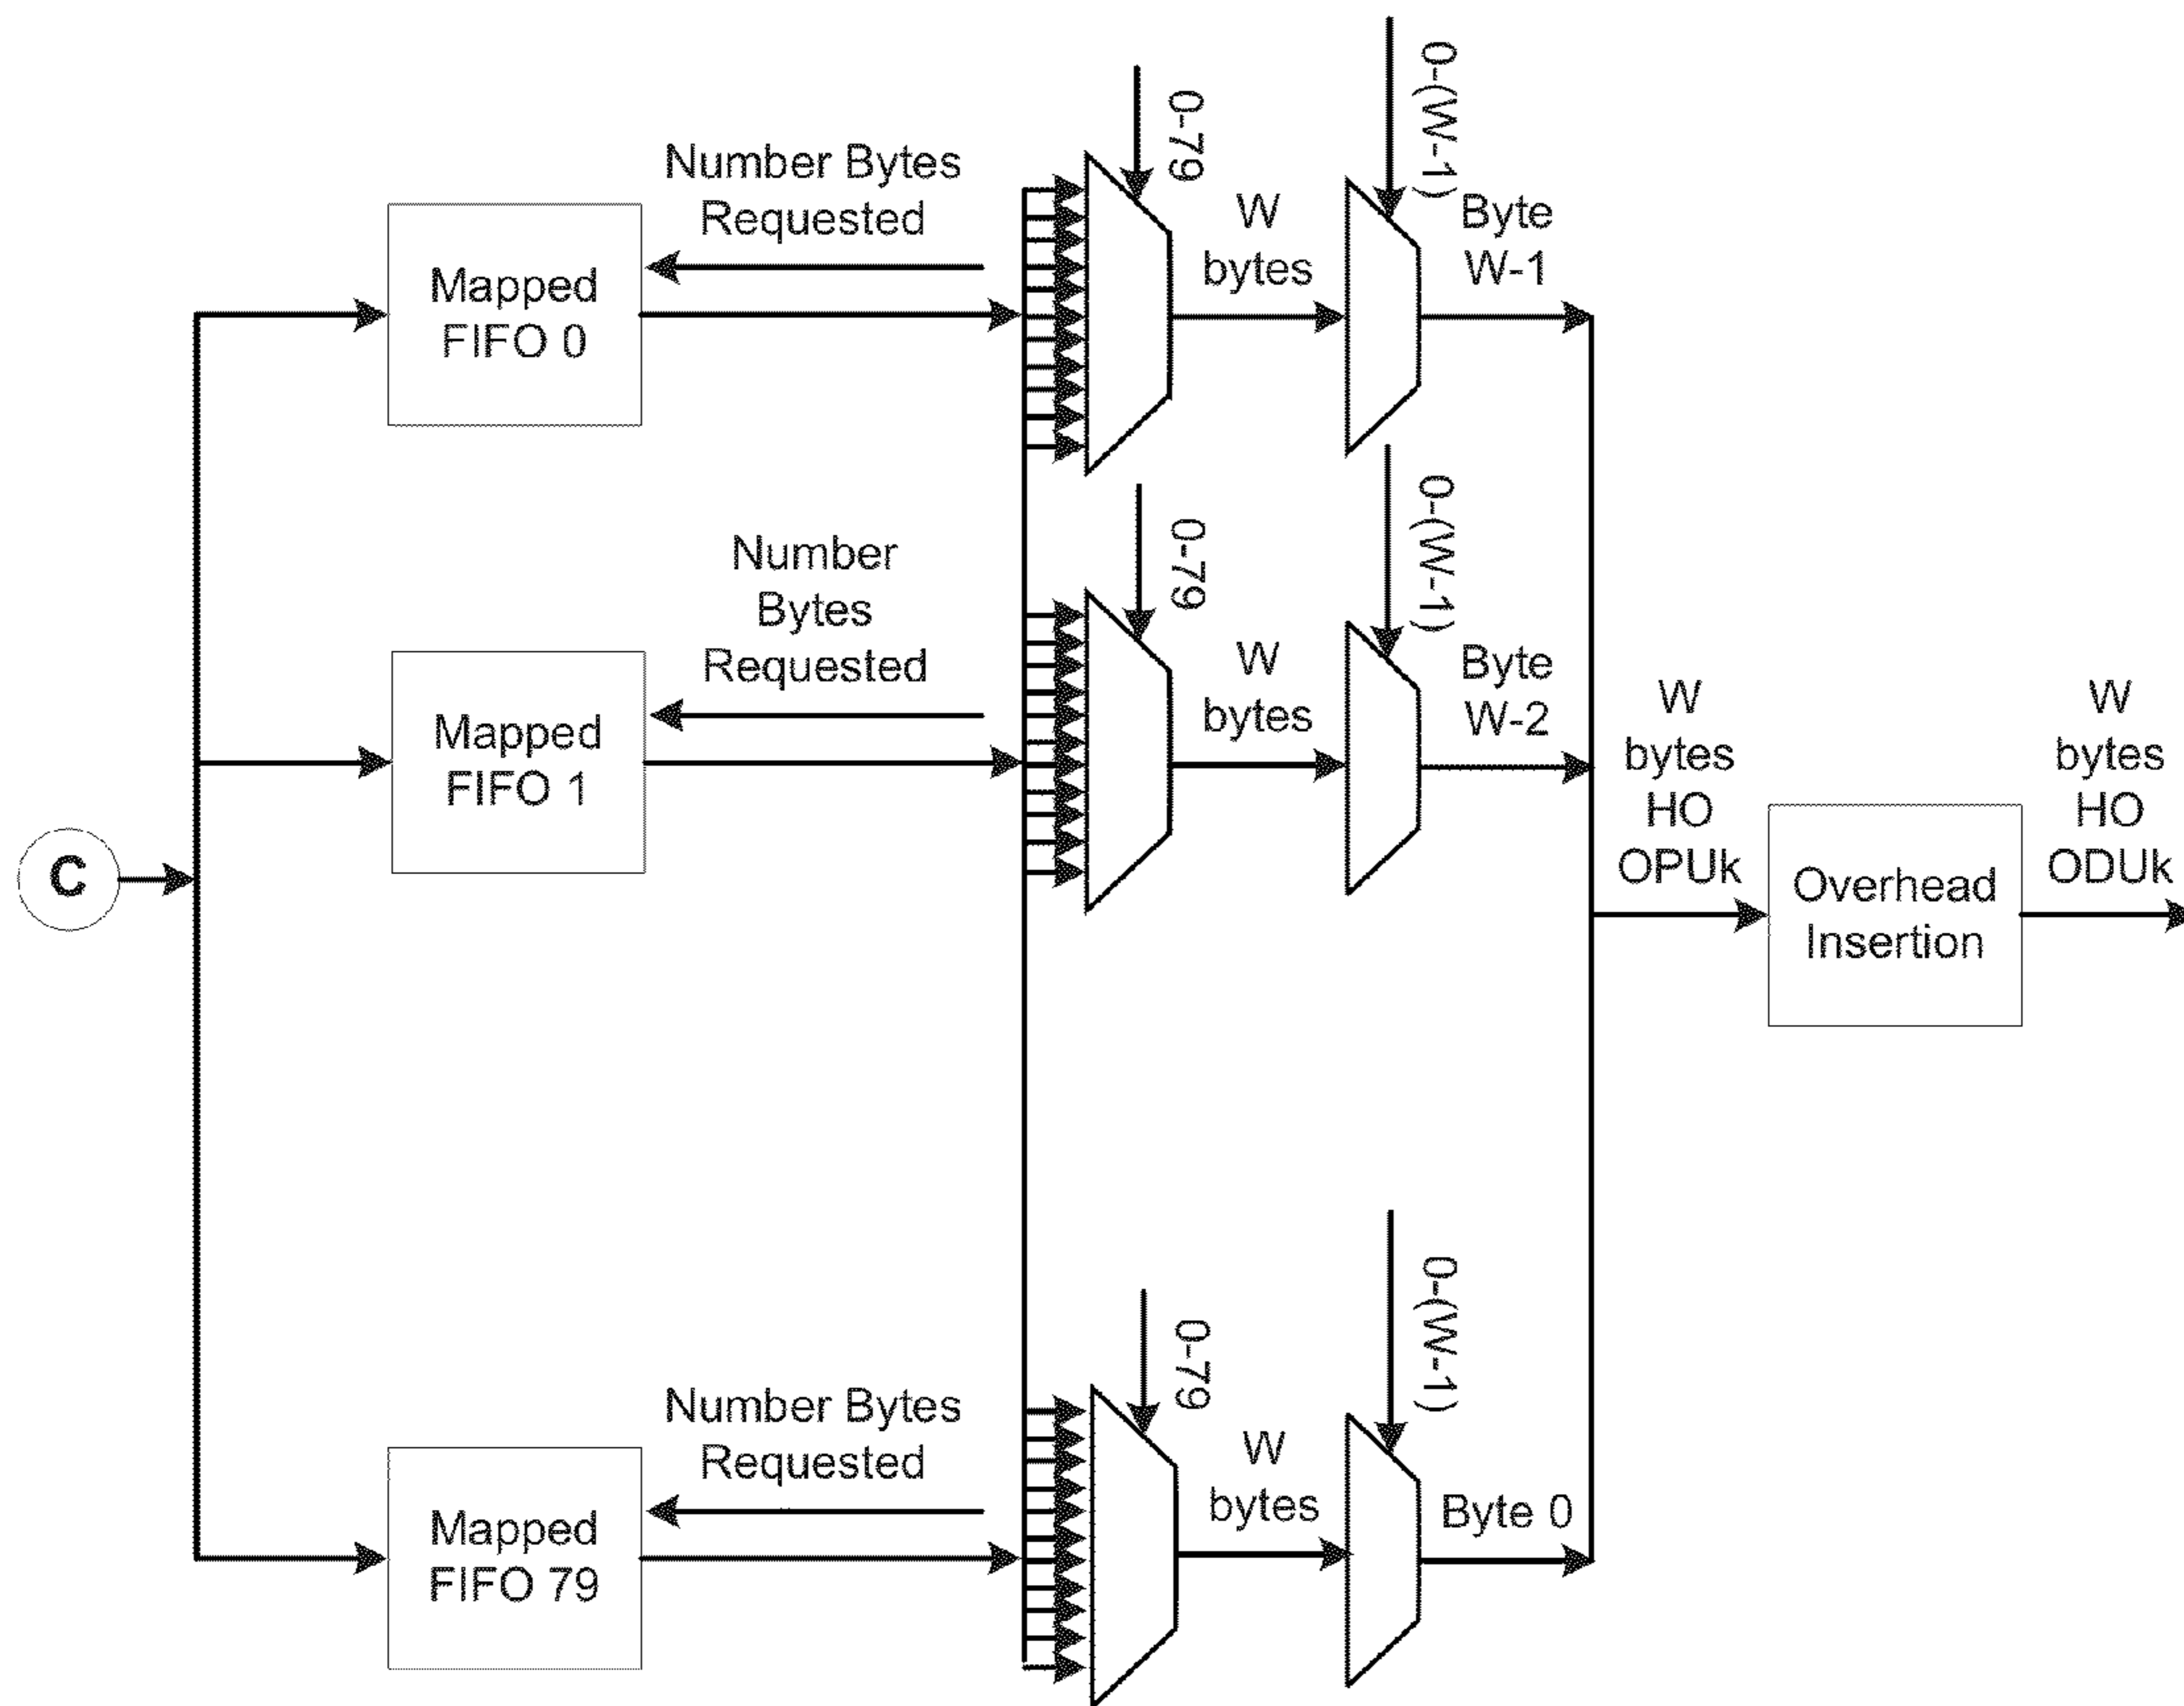 0-(W-1)
0-79
Number Bytes
Requested
Mapped
FIFO 0
W
bytes
Byte
W-1
0-(W-1)
0-79
Number
Bytes
Requested
Mapped
FIFO 1
W
bytes
Byte
W-2
W
bytes
HO
OPUk
W
bytes
HO
ODUk
C
Overhead
Insertion
0-(W-1)
0-79
Number Bytes
Requested
Mapped
FIFO 79
W
bytes
Byte 0